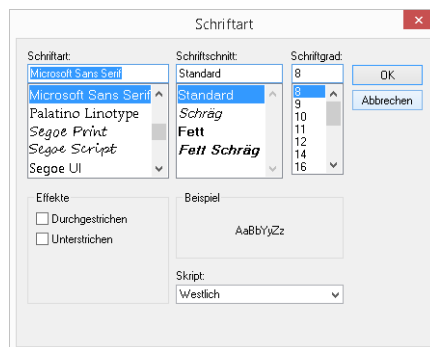 Schriftart
Schriftart: Schriftschnitt: Schriftgrad:
Microsoft Sans Serif Standard 8 OK
Microsoft Sans Serif Standard 8 Abbrechen
Palatino Linotype Schräg 9
Segoe Print Fett 10
Segoe Script Fett Schräg 11
Segoe UI 12
14
16
Effekte Beispiel
Durchgestrichen
Unterstrichen
AaBbYyZz
Skript:
Westlich